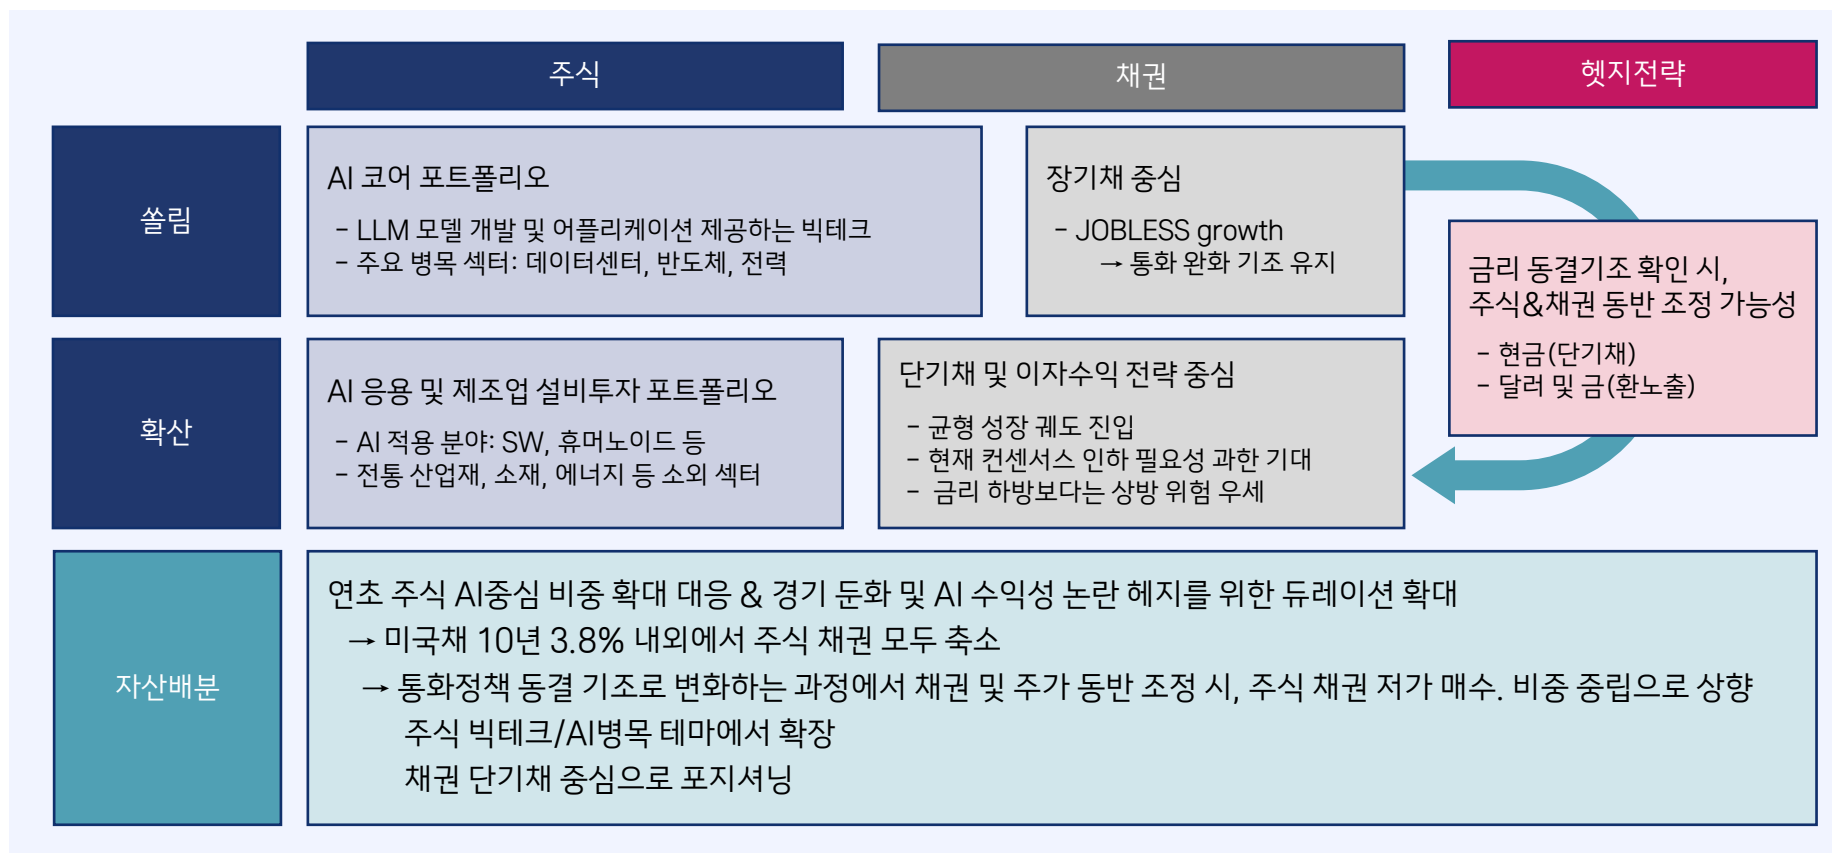 주식
채권
헷지전략
쏠림
AI 코어 포트폴리오
- LLM 모델 개발 및 어플리케이션 제공하는 빅테크
- 주요 병목 섹터: 데이터센터, 반도체, 전력
장기채 중심
- JOBLESS growth
→ 통화 완화 기조 유지
금리 동결기조 확인 시,
주식&채권 동반 조정 가능성
- 현금(단기채)
- 달러 및 금(환노출)
확산
AI 응용 및 제조업 설비투자 포트폴리오
- AI 적용 분야: SW, 휴머노이드 등
- 전통 산업재, 소재, 에너지 등 소외 섹터
단기채 및 이자수익 전략 중심
- 균형 성장 궤도 진입
- 현재 컨센서스 인하 필요성 과한 기대
- 금리 하방보다는 상방 위험 우세
자산배분
연초 주식 AI중심 비중 확대 대응 & 경기 둔화 및 AI 수익성 논란 헤지를 위한 듀레이션 확대
→ 미국채 10년 3.8% 내외에서 주식 채권 모두 축소
→ 통화정책 동결 기조로 변화하는 과정에서 채권 및 주가 동반 조정 시, 주식 채권 저가 매수. 비중 중립으로 상향
주식 빅테크/AI병목 테마에서 확장
채권 단기채 중심으로 포지셔닝